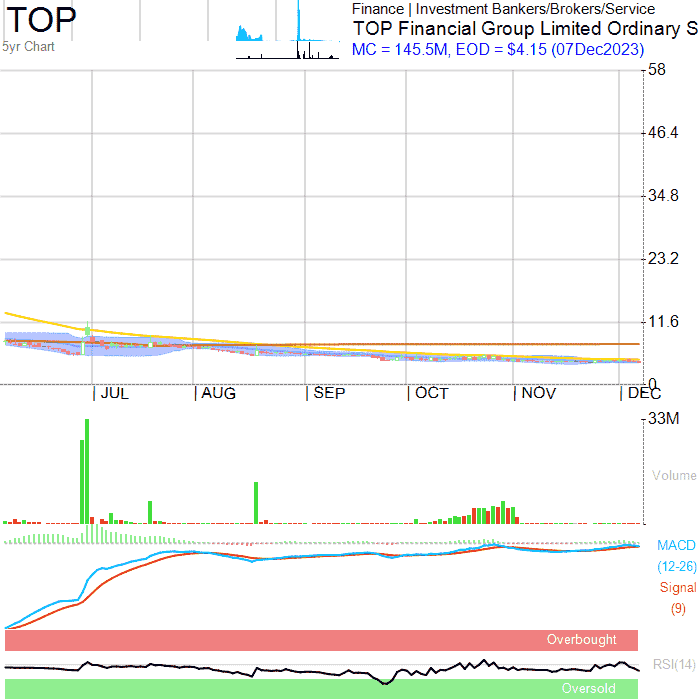 TOP
5yr Chart
Finance | Investment Bankers/Brokers/Service
TOP Financial Group Limited Ordinary S
MC = 145.5M, EOD = $4.15 (07Dec2023)
58
46.4
34.8
23.2
11.6
0
JUL
AUG
SEP
OCT
NOV
DEC
33M
Volume
MACD
(12-26)
Signal
(9)
Overbought
RSI(14)
Oversold